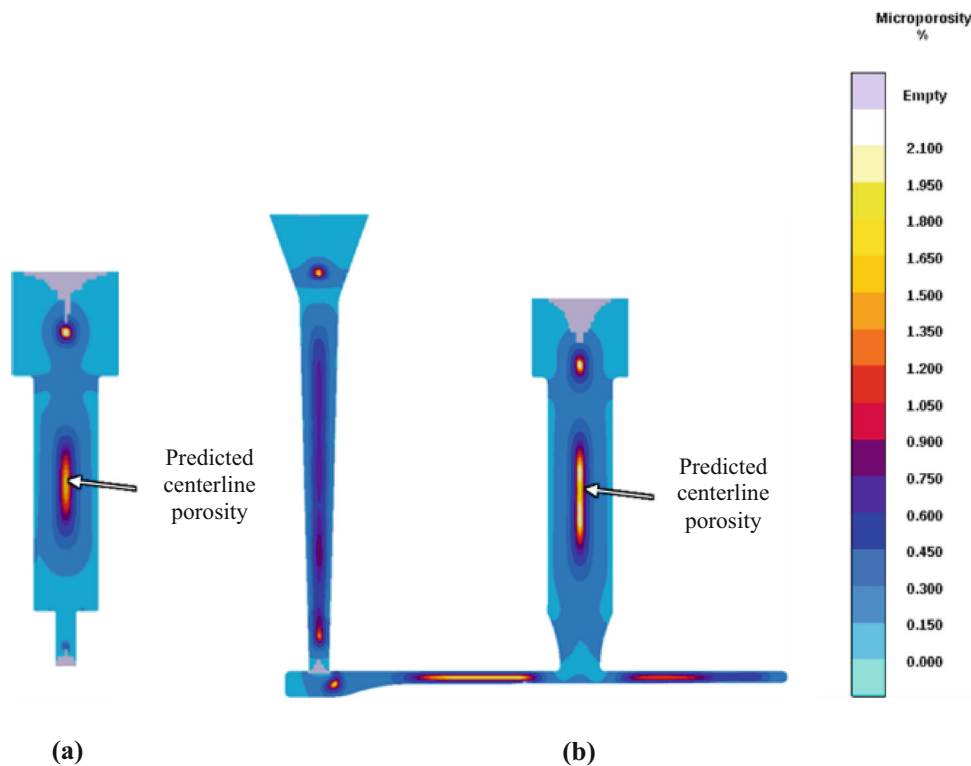 Microporosity
%
Empty
2.100
1.950
1.800
1.650
1.500
1.350
1.200
1.050
0.900
0.750
0.600
0.450
0.300
0.150
0.000
Predicted
centerline
porosity
Predicted
centerline
porosity
(a)
(b)